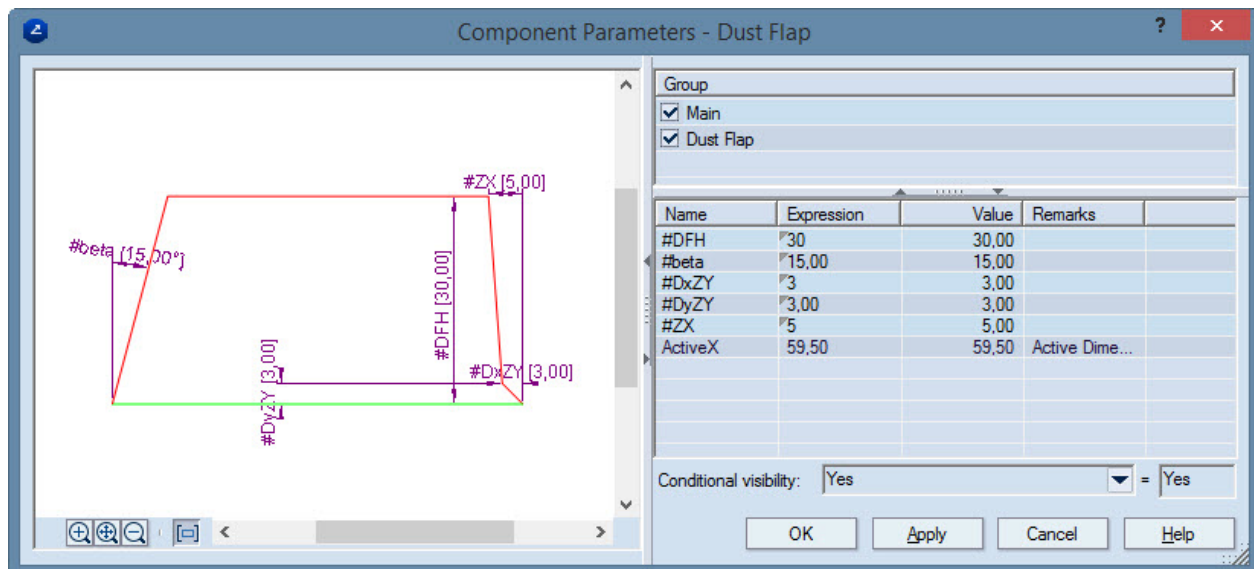 Component Parameters - Dust Flap
?
#ZX [5,00]
#beta [15,00°]
#DFH [30,00]
#DxZY [3,00]
#DyZY [3,00]
Group
Main
Dust Flap
Name Expression Value Remarks
#DFH 30 30,00
#beta 15,00 15,00
#DxZY 3 3,00
#DyZY 3,00 3,00
#ZX 5 5,00
ActiveX 59,50 59,50 Active Dime...
Conditional visibility: Yes = Yes
OK Apply Cancel Help